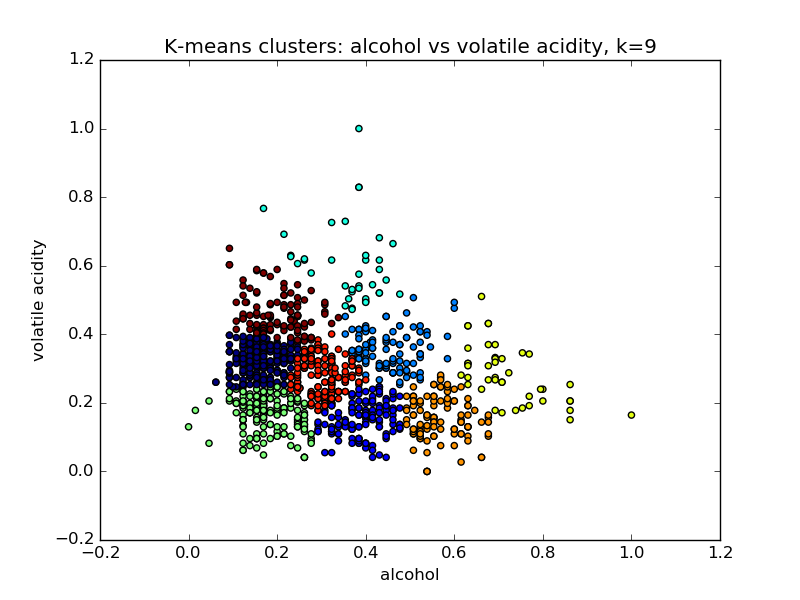 K-means clusters: alcohol vs volatile acidity, k=9
1.2
1.0
0.8
0.6
0.4
0.2
0.0
−0.2
volatile acidity
−0.2 0.0 0.2 0.4 0.6 0.8 1.0 1.2
alcohol